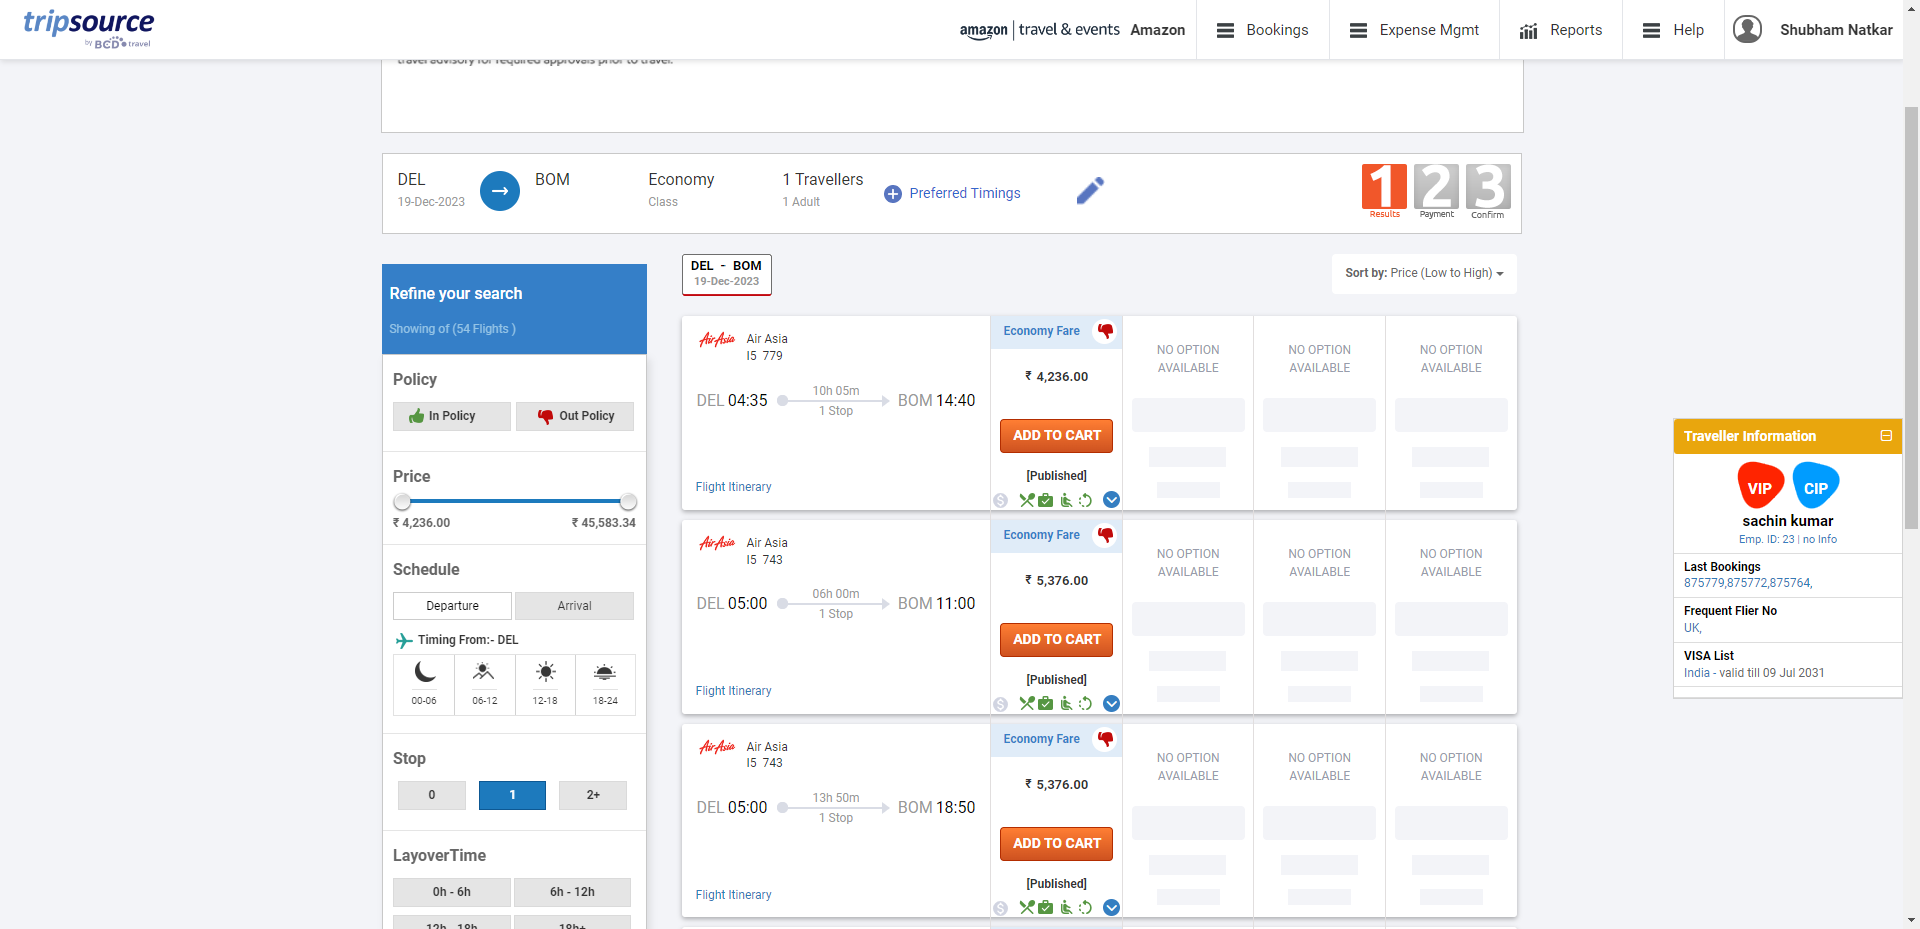 tripsource
by BCD travel
amazon | travel & events Amazon
Bookings
Expense Mgmt
Reports
Help
Shubham Natkar
travel advisory for required approvals prior to travel.
DEL
19-Dec-2023
BOM
Economy
Class
1 Travellers
1 Adult
Preferred Timings
1 2 3
Results Payment Confirm
Refine your search
Showing of (54 Flights )
Policy
In Policy
Out Policy
Price
₹ 4,236.00
₹ 45,583.34
Schedule
Departure
Arrival
Timing From:- DEL
00-06
06-12
12-18
18-24
Stop
0
1
2+
LayoverTime
0h - 6h
6h - 12h
12h - 18h
18h+
DEL - BOM
19-Dec-2023
Sort by: Price (Low to High)
AirAsia
Air Asia
I5 779
DEL 04:35
10h 05m
1 Stop
BOM 14:40
Flight Itinerary
Economy Fare
₹ 4,236.00
ADD TO CART
[Published]
NO OPTION
AVAILABLE
NO OPTION
AVAILABLE
NO OPTION
AVAILABLE
AirAsia
Air Asia
I5 743
DEL 05:00
06h 00m
1 Stop
BOM 11:00
Flight Itinerary
Economy Fare
₹ 5,376.00
ADD TO CART
[Published]
NO OPTION
AVAILABLE
NO OPTION
AVAILABLE
NO OPTION
AVAILABLE
AirAsia
Air Asia
I5 743
DEL 05:00
13h 50m
1 Stop
BOM 18:50
Flight Itinerary
Economy Fare
₹ 5,376.00
ADD TO CART
[Published]
NO OPTION
AVAILABLE
NO OPTION
AVAILABLE
NO OPTION
AVAILABLE
Traveller Information
VIP
CIP
sachin kumar
Emp. ID: 23 | no Info
Last Bookings
875779,875772,875764,
Frequent Flier No
UK,
VISA List
India - valid till 09 Jul 2031